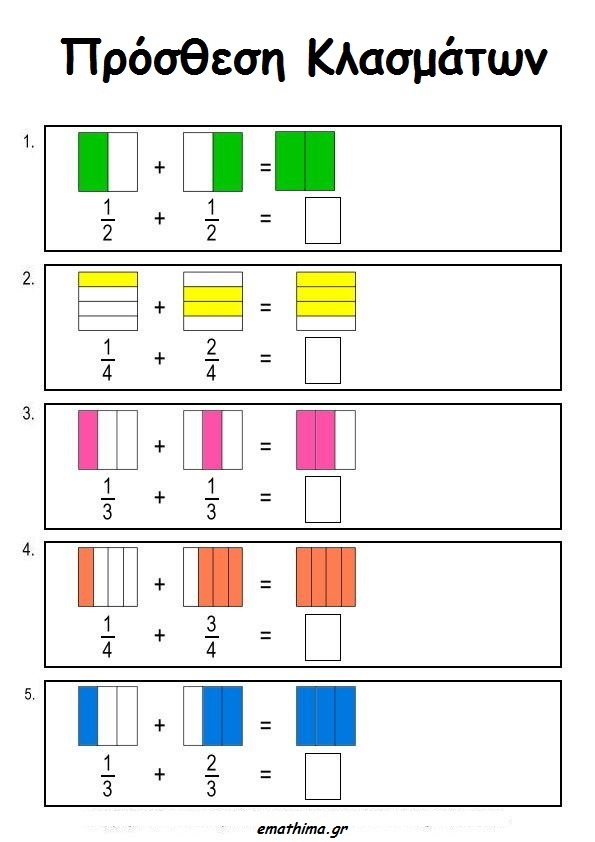 Πρόσθεση Κλασμάτων
1.
+ =
1/2 + 1/2 =
2.
+ =
1/4 + 2/4 =
3.
+ =
1/3 + 1/3 =
4.
+ =
1/4 + 3/4 =
5.
+ =
1/3 + 2/3 =
emathima.gr